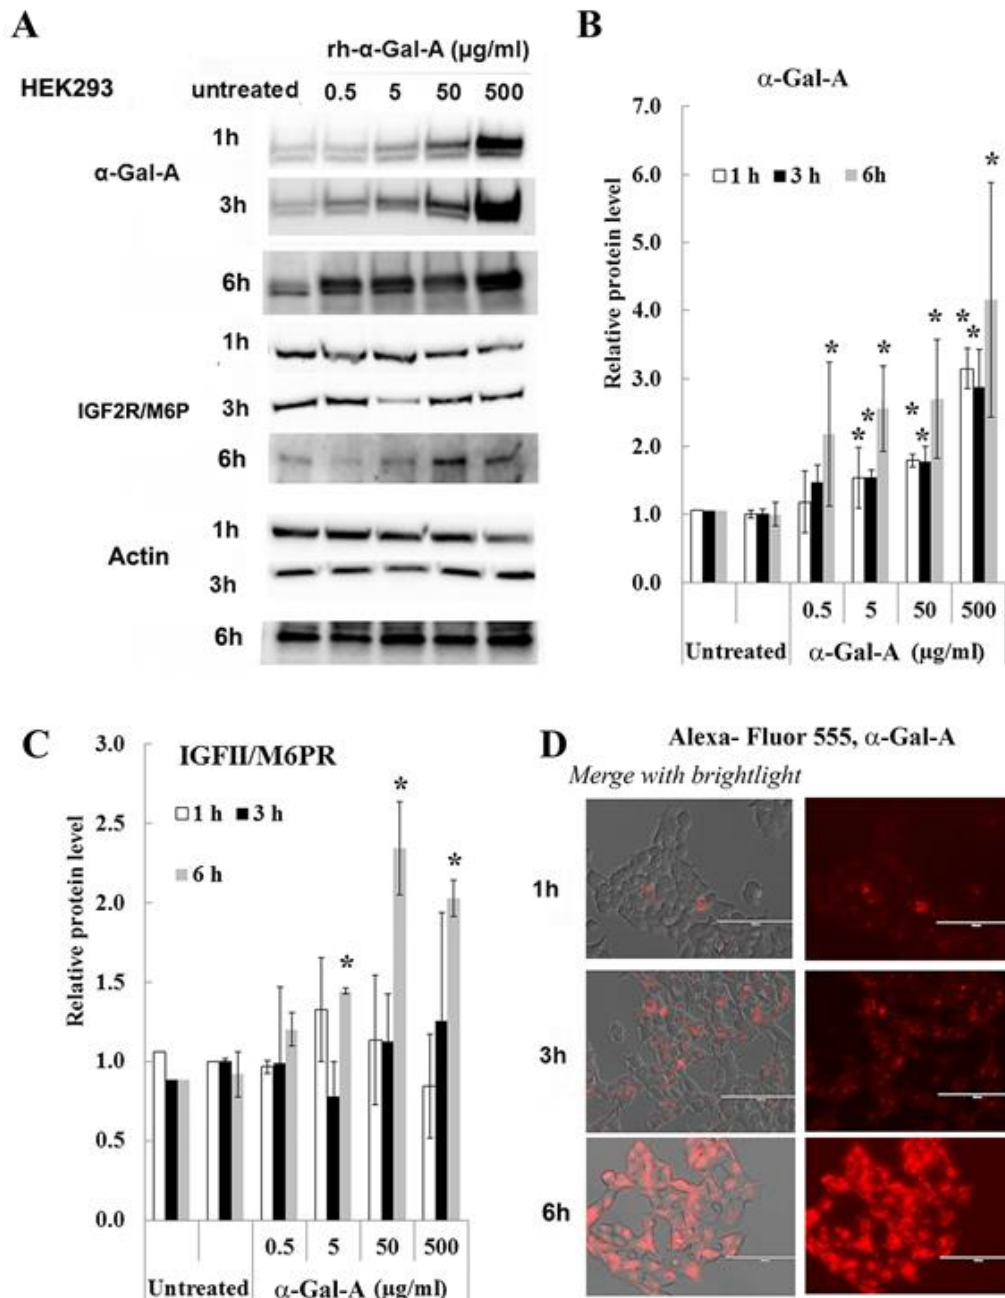 A
rh-α-Gal-A (µg/ml)
HEK293
untreated 0.5 5 50 500
1h
α-Gal-A
3h
6h
1h
IGF2R/M6P
3h
6h
1h
Actin
3h
6h
B
α-Gal-A
7.0
6.0
5.0
4.0
3.0
2.0
1.0
0.0
Relative protein level
1 h 3 h 6h
*
* * * * * * * * *
0.5 5 50 500
Untreated α-Gal-A (µg/ml)
C
IGFII/M6PR
3.0
2.5
2.0
1.5
1.0
0.5
0.0
Relative protein level
1 h 3 h
6 h
* * *
0.5 5 50 500
Untreated α-Gal-A (µg/ml)
D
Alexa- Fluor 555, α-Gal-A
Merge with brightlight
1h
3h
6h